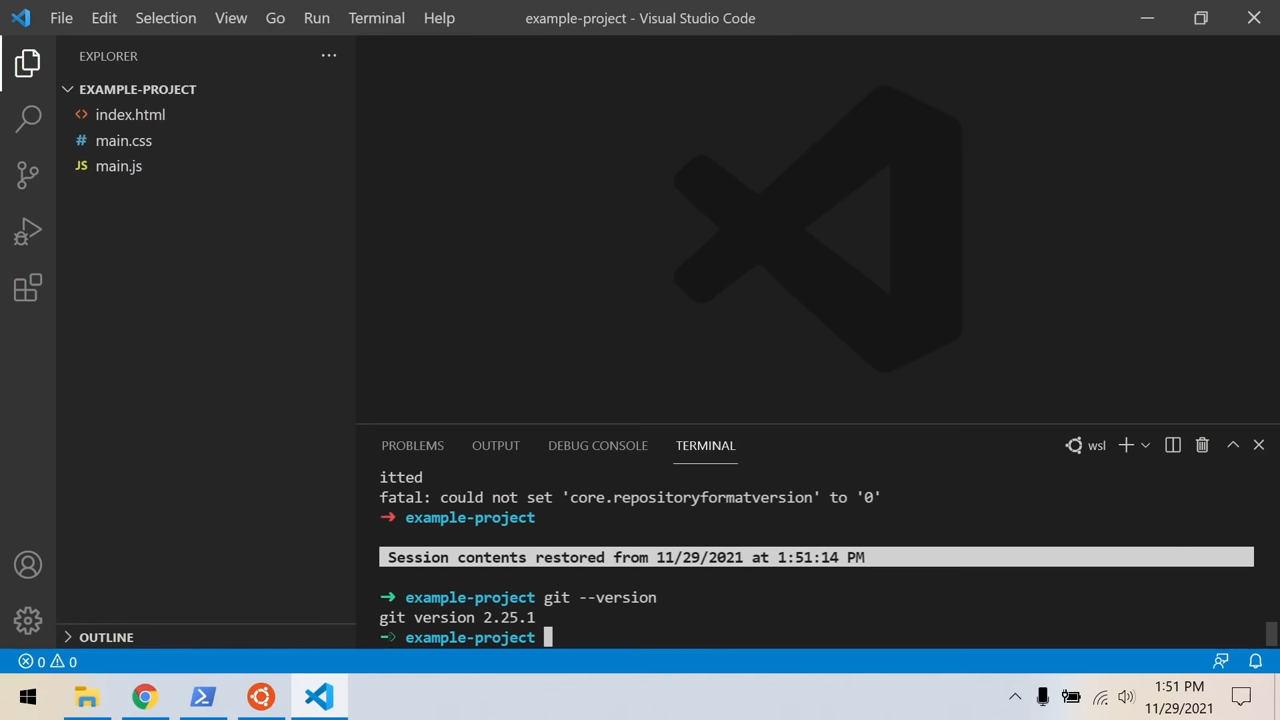 File Edit Selection View Go Run Terminal Help
example-project - Visual Studio Code
EXPLORER
EXAMPLE-PROJECT
<> index.html
# main.css
JS main.js
OUTLINE
PROBLEMS OUTPUT DEBUG CONSOLE TERMINAL
wsl
itted
fatal: could not set 'core.repositoryformatversion' to '0'
➜ example-project
Session contents restored from 11/29/2021 at 1:51:14 PM
➜ example-project git --version
git version 2.25.1
➜ example-project
0 0
1:51 PM
11/29/2021